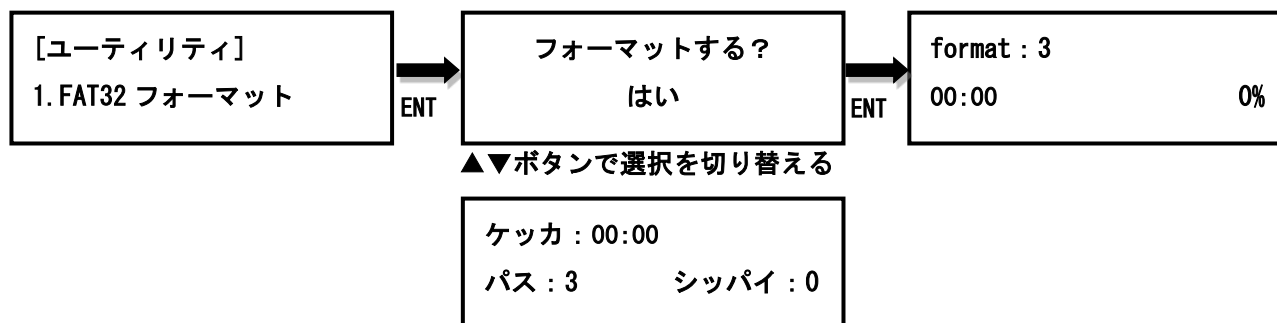 [ユーティリティ]
1.FAT32 フォーマット
ENT
フォーマットする？
はい
ENT
format：3
00:00 0%
▲▼ボタンで選択を切り替える
ケッカ：00:00
パス：3 シッパイ：0